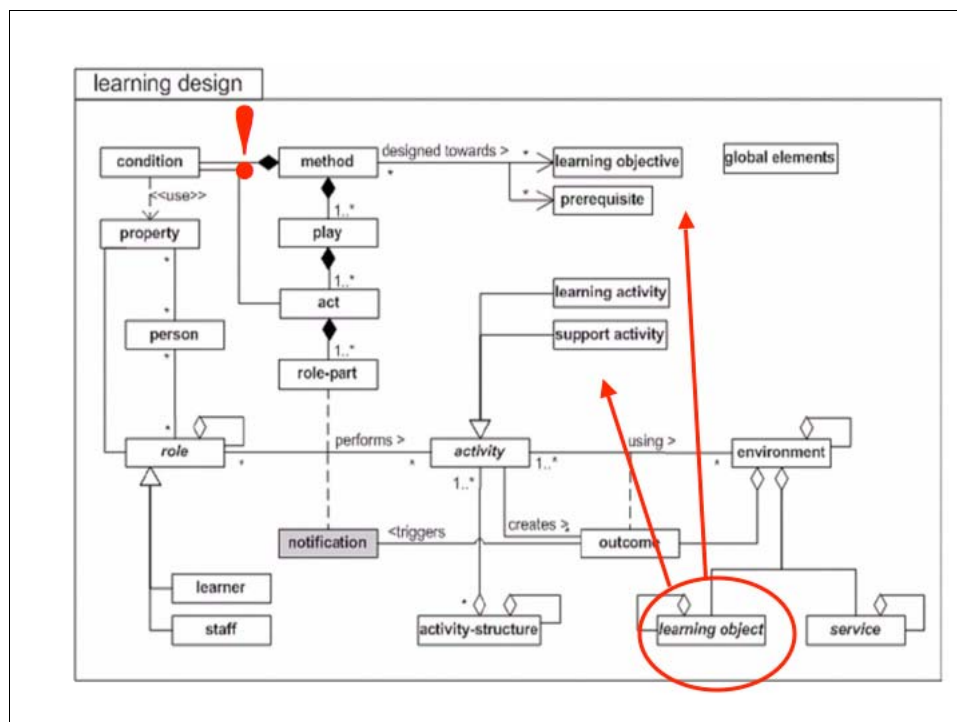 learning design
condition
method
designed towards >
*
*
learning objective
global elements
<<use>>
*
prerequisite
property
1..*
play
*
1..*
act
learning activity
*
person
*
support activity
1..*
role-part
*
role
*
performs >
*
activity
1..*
using >
*
environment
1..*
notification
<triggers
creates >
*
outcome
learner
staff
*
activity-structure
learning object
service